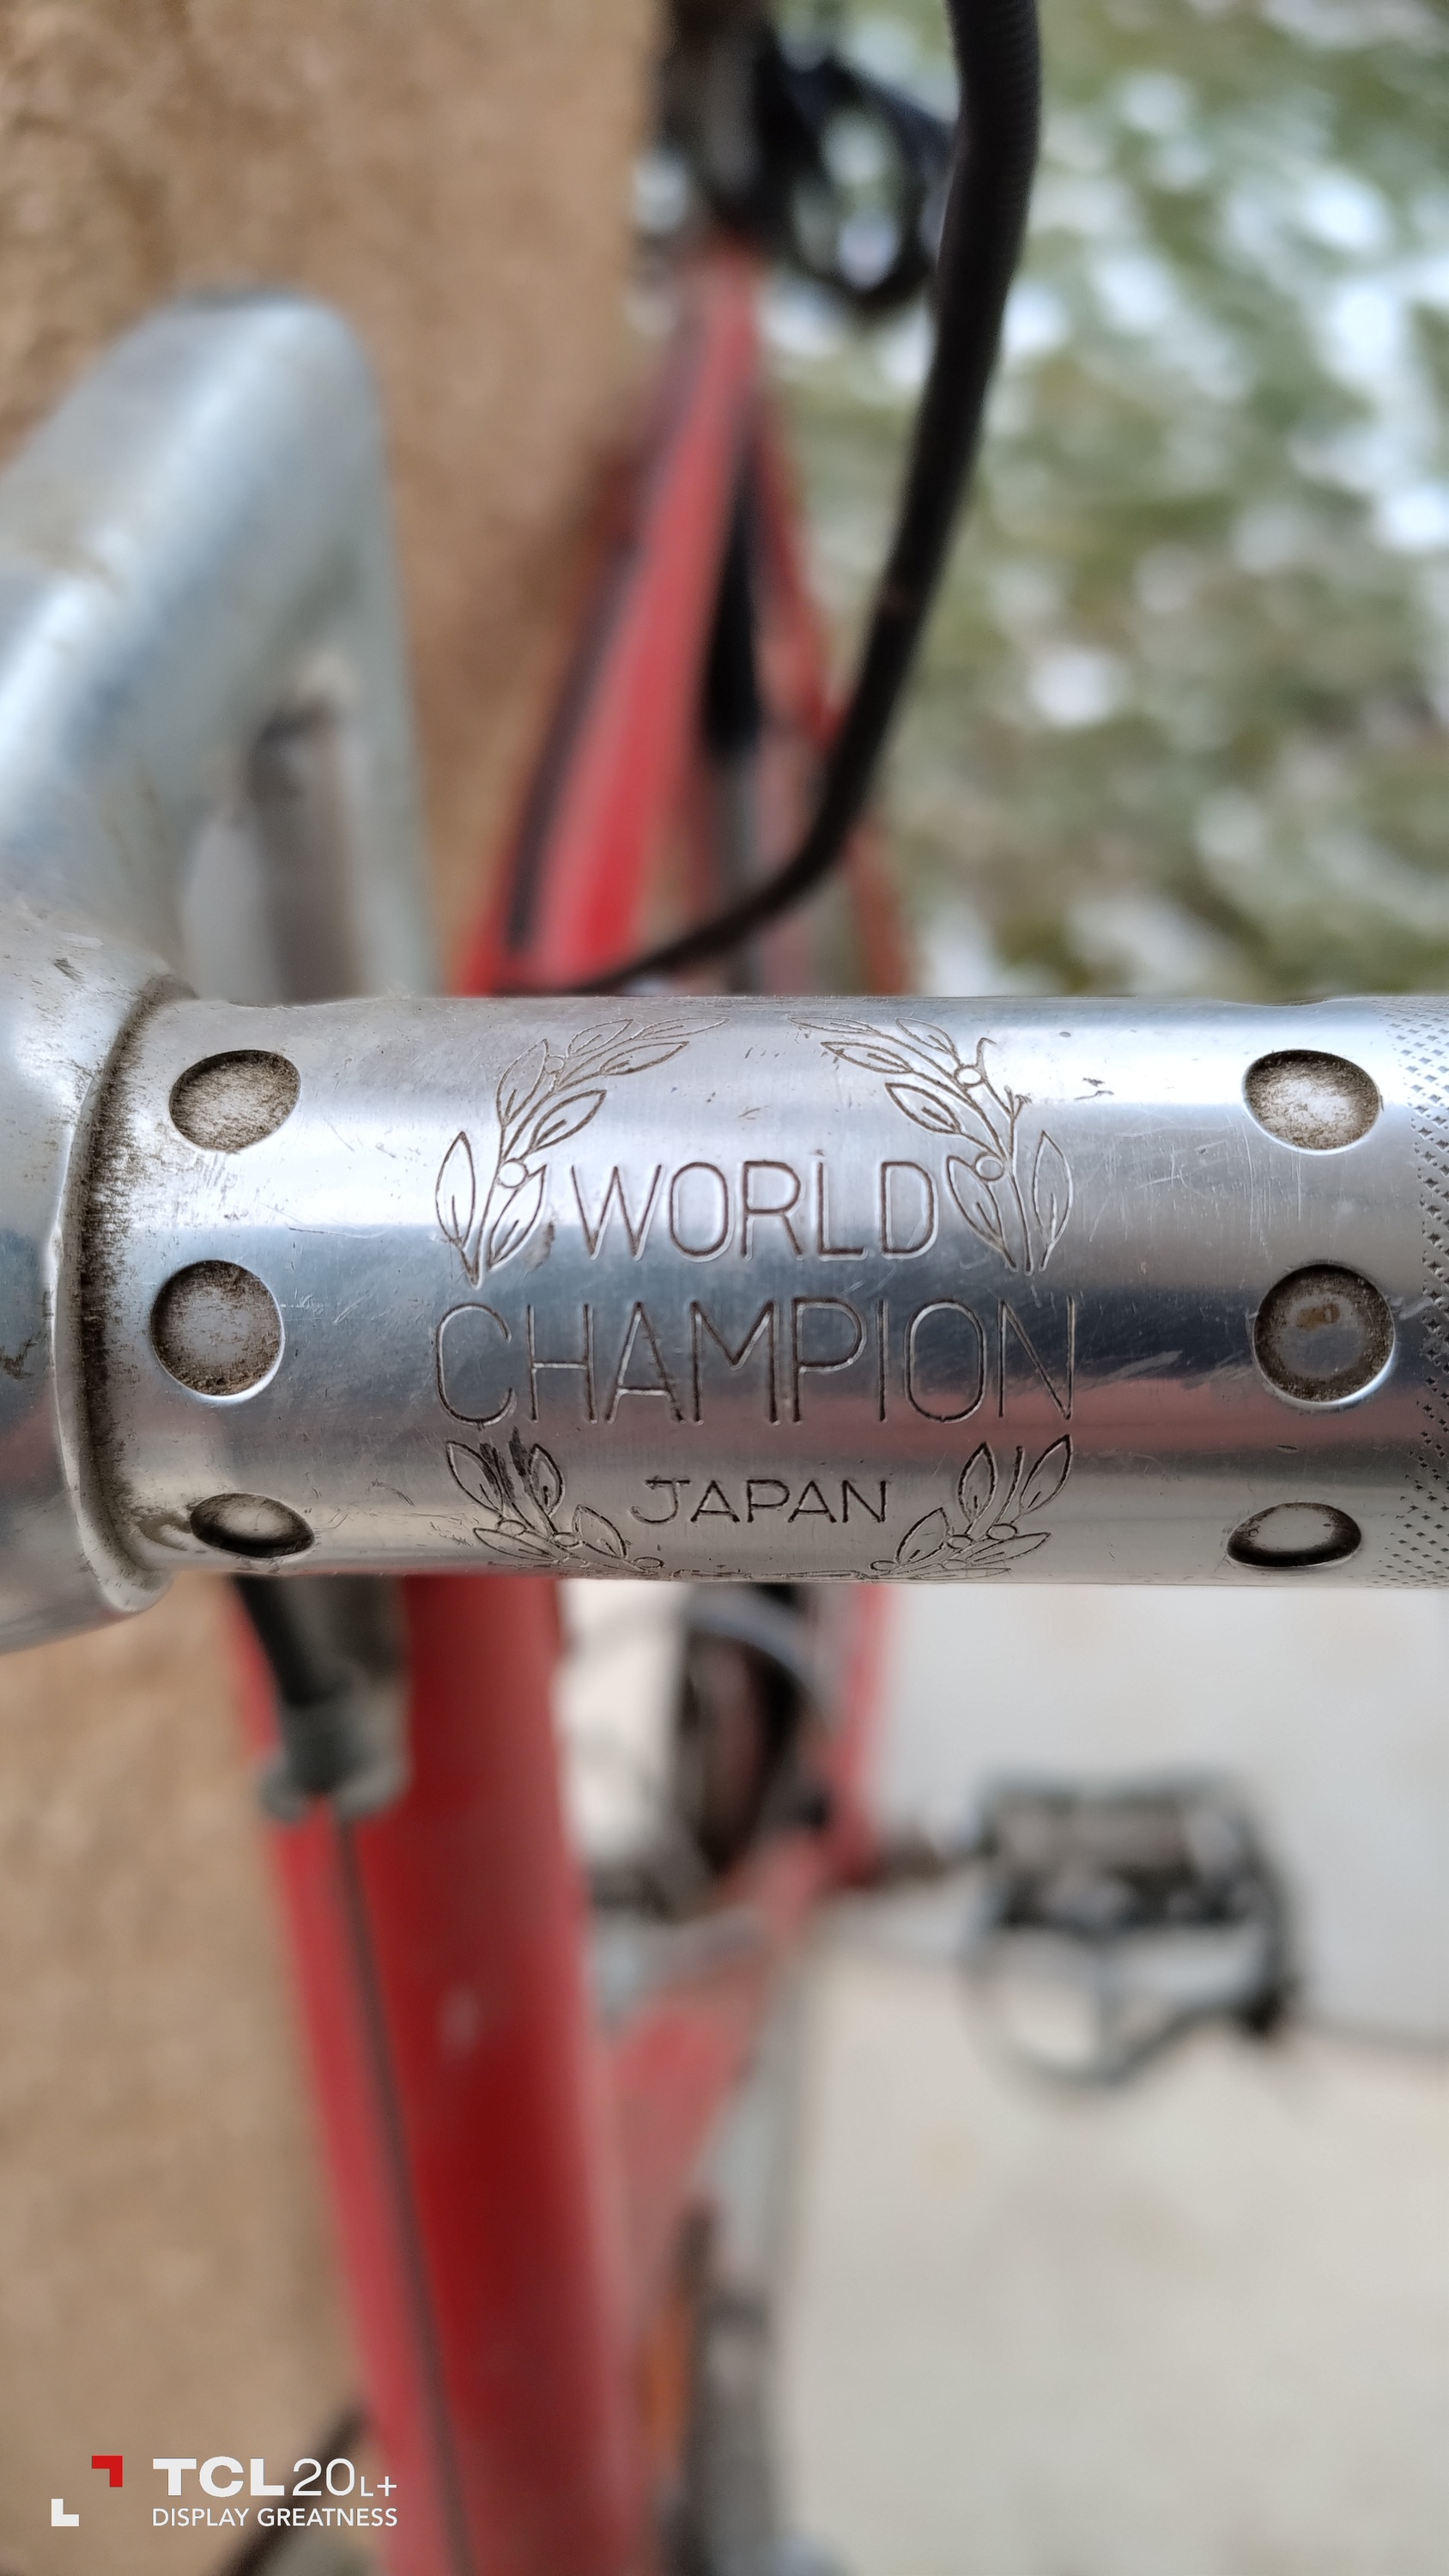 WORLD
CHAMPION
JAPAN
TCL 20L+
DISPLAY GREATNESS